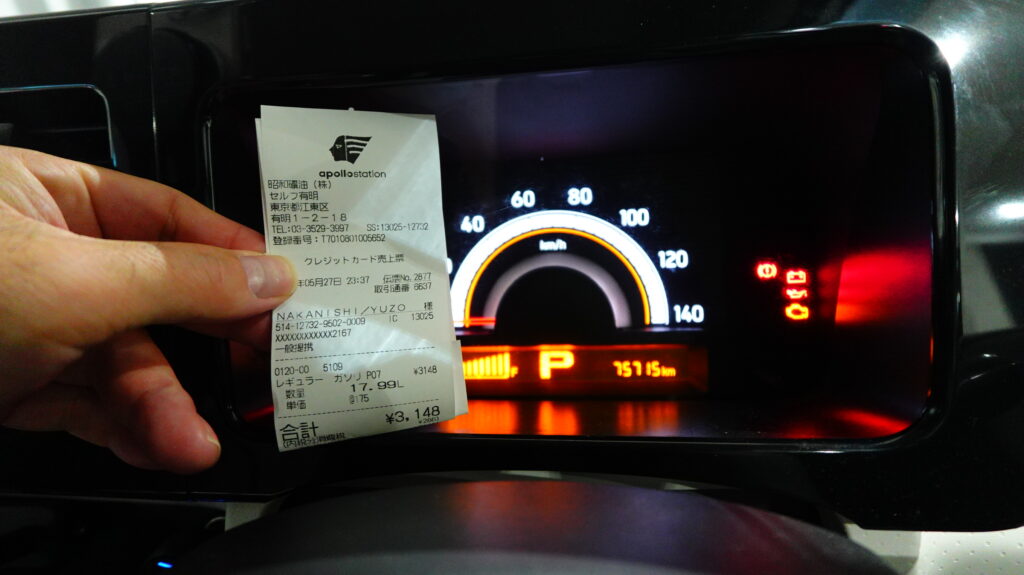 apollostation
昭和礦油（株）
セルフ有明
東京都江東区
有明１－２－１８
TEL:03-3529-3997 SS:13025-12732
登録番号：T7010801005652
クレジットカード売上票
年05月27日 23:37 伝票No.2877
取引通番 6637
NAKANISHI/YUZO 様
514-12732-9502-0009 IC 13025
XXXXXXXXXXXX2167
一般提携
0120-00 5109
レギュラー ガソリ P07 ¥3148
数量 17.99L
単価 @175
合計 ¥3,148
40
60
80
100
120
140
km/h
F
P
75715km